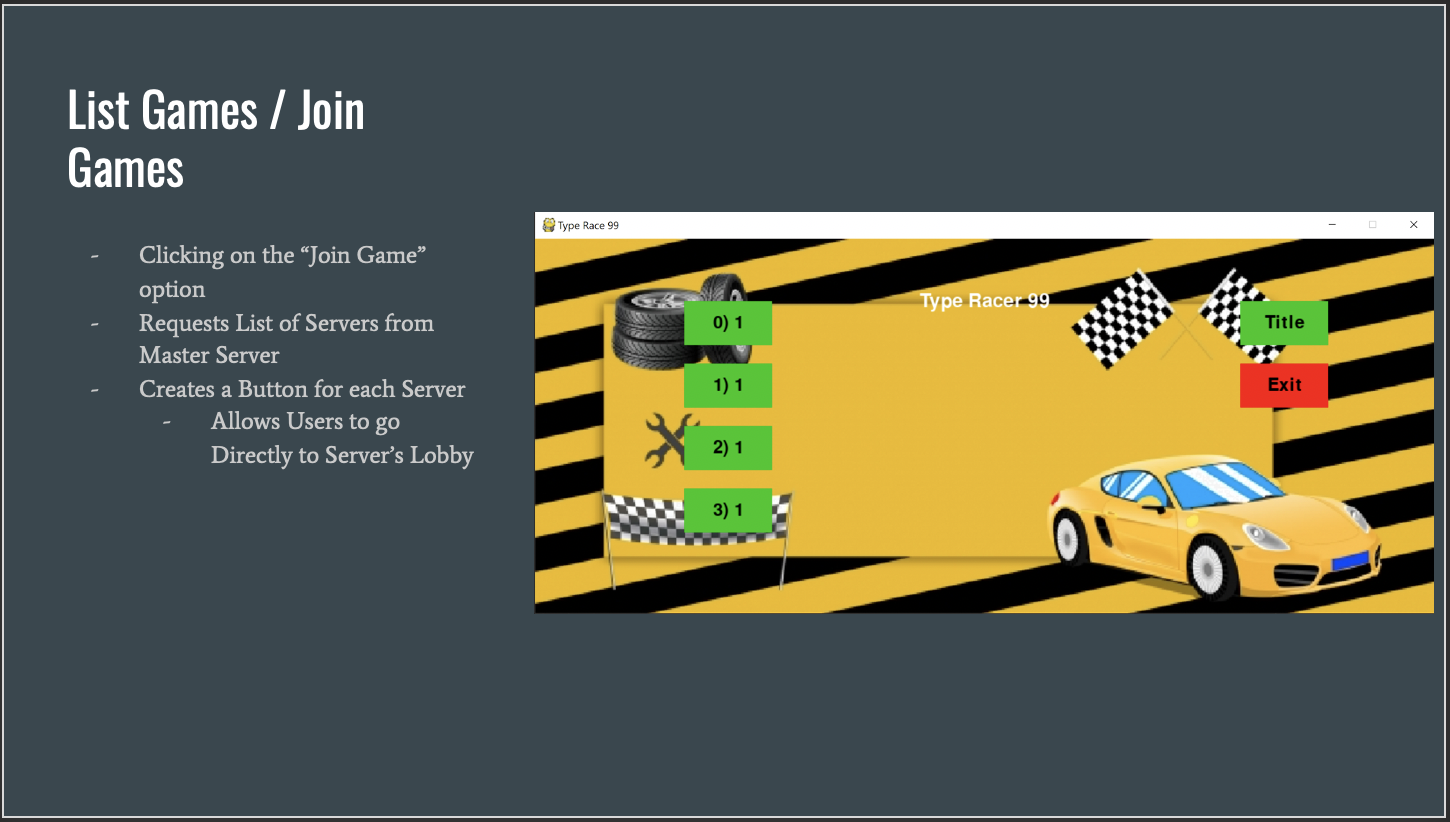 List Games / Join
Games
- Clicking on the “Join Game”
option
- Requests List of Servers from
Master Server
- Creates a Button for each Server
- Allows Users to go
Directly to Server’s Lobby
Type Race 99
Type Racer 99
0) 1
1) 1
2) 1
3) 1
Title
Exit